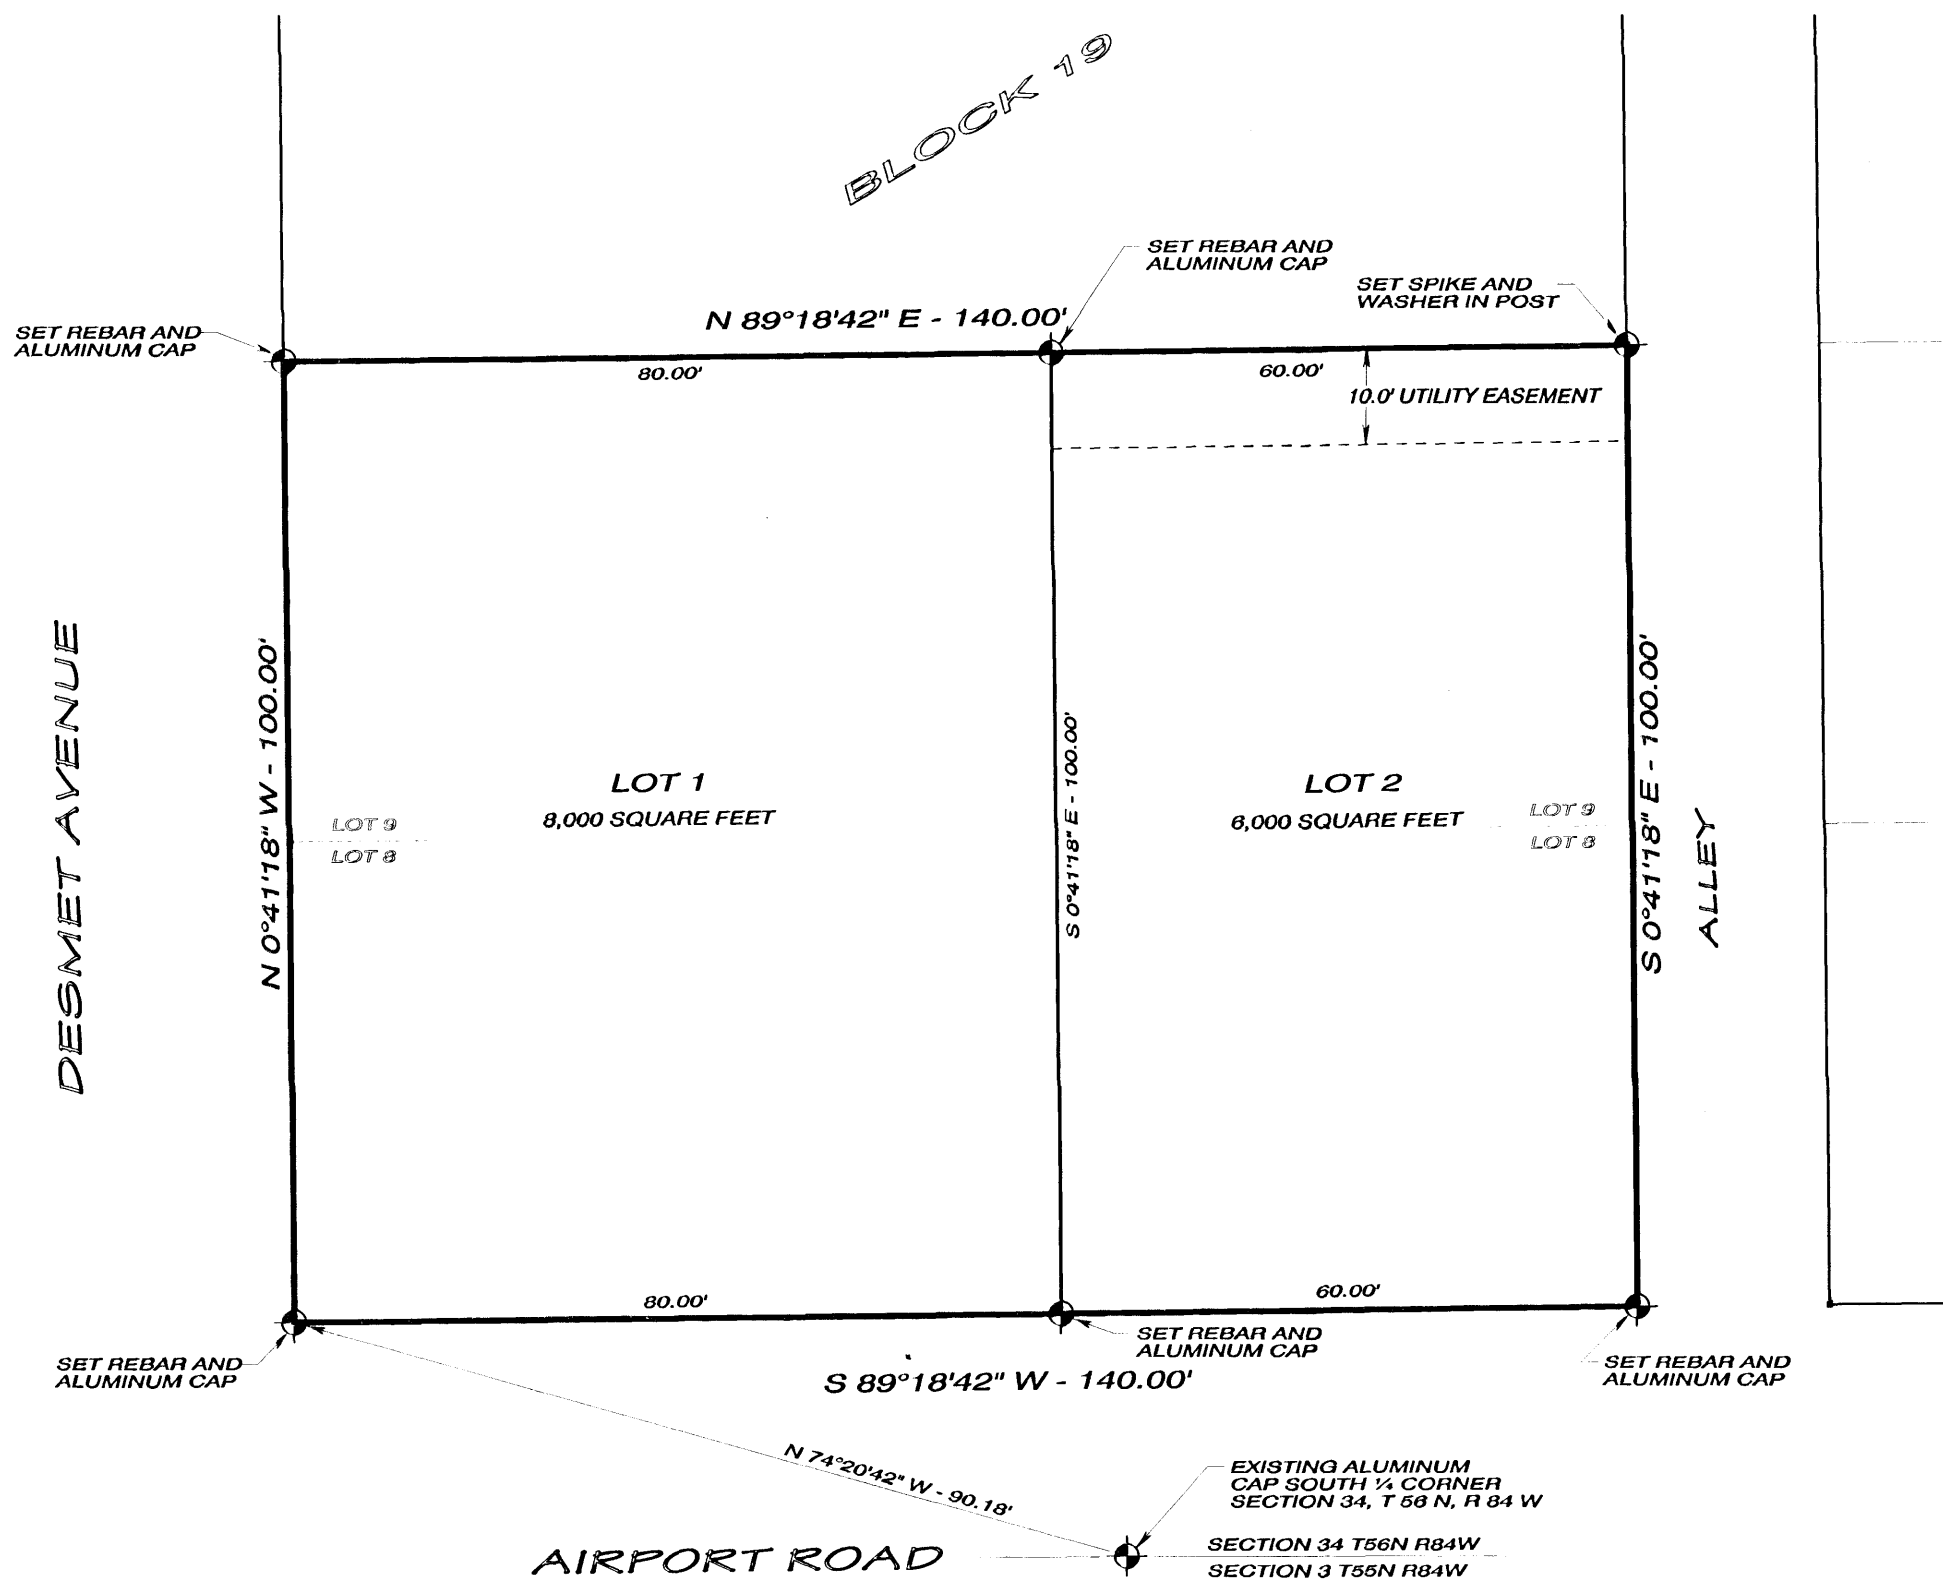 BLOCK 19
SET REBAR AND
ALUMINUM CAP
SET SPIKE AND
WASHER IN POST
N 89°18'42" E - 140.00'
SET REBAR AND
ALUMINUM CAP
80.00'
60.00'
10.0' UTILITY EASEMENT
DESMET AVENUE
N 0°41'18" W - 100.00'
LOT 1
8,000 SQUARE FEET
LOT 9
LOT 8
S 0°41'18" E - 100.00'
LOT 2
6,000 SQUARE FEET
LOT 9
LOT 8
S 0°41'18" E - 100.00'
ALLEY
80.00'
60.00'
SET REBAR AND
ALUMINUM CAP
SET REBAR AND
ALUMINUM CAP
SET REBAR AND
ALUMINUM CAP
S 89°18'42" W - 140.00'
N 74°20'42" W - 90.18'
EXISTING ALUMINUM
CAP SOUTH ¼ CORNER
SECTION 34, T 56 N, R 84 W
AIRPORT ROAD
SECTION 34 T56N R84W
SECTION 3 T55N R84W